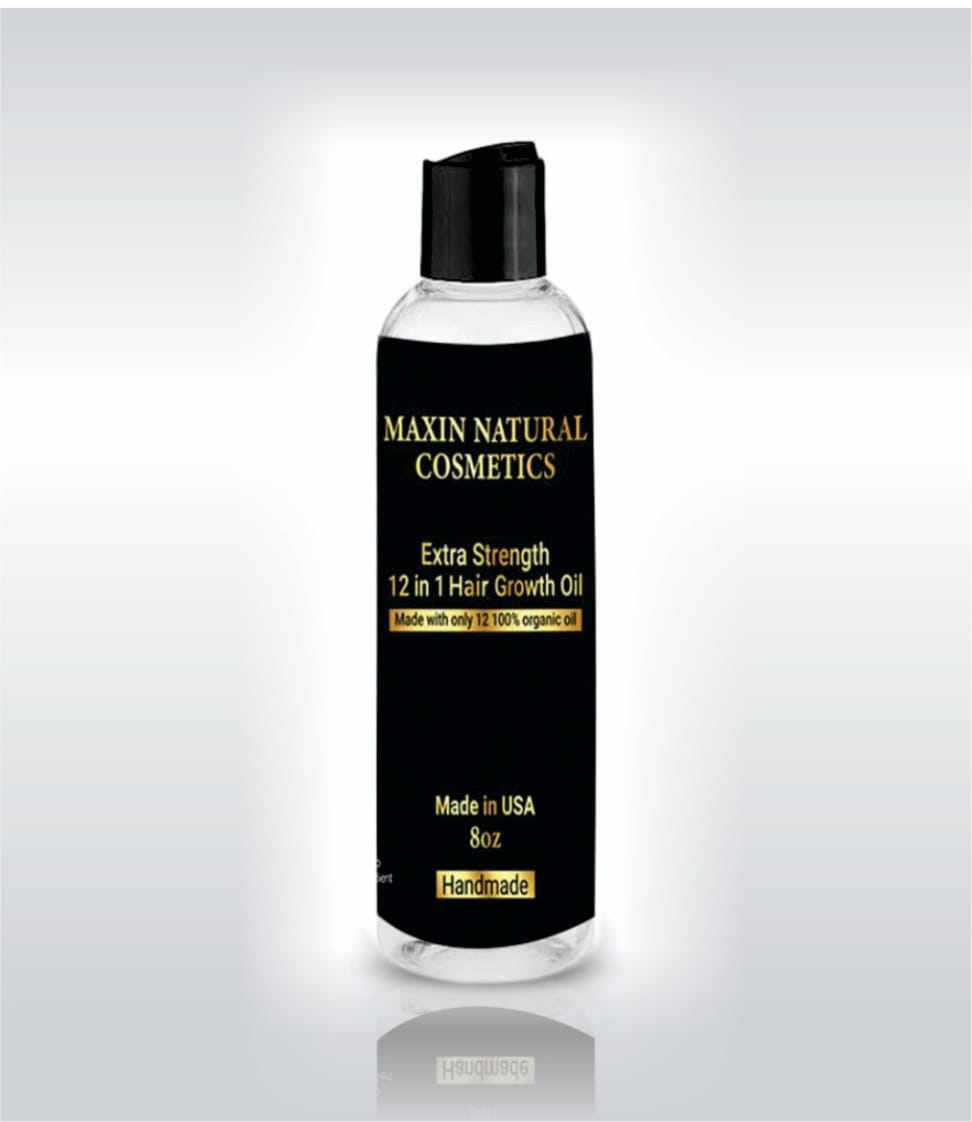 MAXIN NATURAL
COSMETICS
Extra Strength
12 in 1 Hair Growth Oil
Made with only 12 100% organic oil
Made in USA
8oz
Handmade